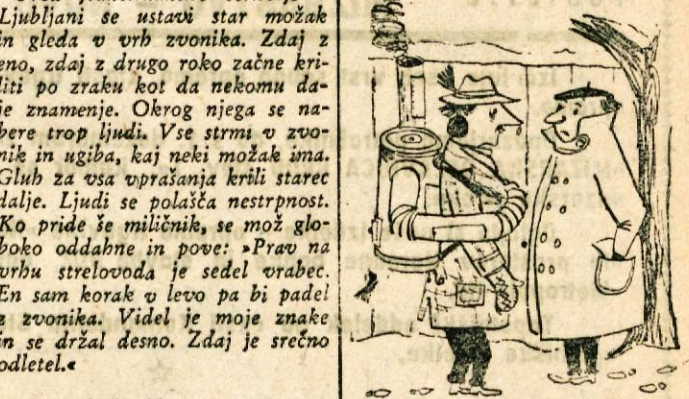 Ljubljani se ustavi star možak
in gleda v vrh zvonika. Zdaj z
eno, zdaj z drugo roko začne kri-
liti po zraku kot da nekomu da-
je znamenje. Okrog njega se na-
bere trop ljudi. Vse strmi v zvo-
nik in ugiba, kaj neki možak ima.
Gluh za vsa vprašanja krili starec
dalje. Ljudi se polašča nestrpnost.
Ko pride še miličnik, se mož glo-
boko oddahne in pove: »Prav na
vrhu strelovoda je sedel vrabec.
En sam korak v levo pa bi padel
z zvonika. Videl je moje znake
in se držal desno. Zdaj je srečno
odletel.«